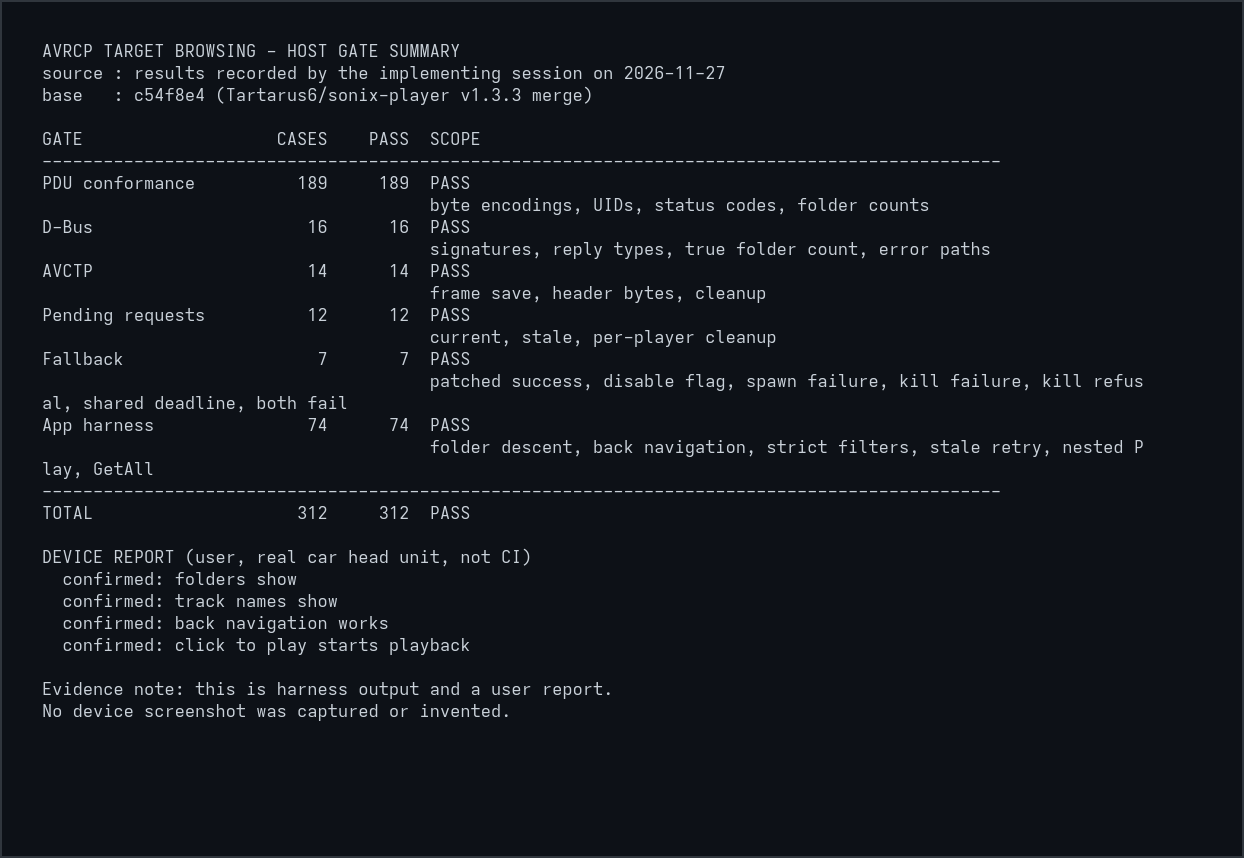 AVRCP TARGET BROWSING - HOST GATE SUMMARY
source : results recorded by the implementing session on 2026-11-27
base   : c54f8e4 (Tartarus6/sonix-player v1.3.3 merge)
GATE                   CASES    PASS  SCOPE
----------------------------------------------------------------------------------------------
PDU conformance          189     189  PASS
                                      byte encodings, UIDs, status codes, folder counts
D-Bus                     16      16  PASS
                                      signatures, reply types, true folder count, error paths
AVCTP                     14      14  PASS
                                      frame save, header bytes, cleanup
Pending requests          12      12  PASS
                                      current, stale, per-player cleanup
Fallback                   7       7  PASS
                                      patched success, disable flag, spawn failure, kill failure, kill refus
al, shared deadline, both fail
App harness               74      74  PASS
                                      folder descent, back navigation, strict filters, stale retry, nested P
lay, GetAll
----------------------------------------------------------------------------------------------
TOTAL                    312     312  PASS
DEVICE REPORT (user, real car head unit, not CI)
  confirmed: folders show
  confirmed: track names show
  confirmed: back navigation works
  confirmed: click to play starts playback
Evidence note: this is harness output and a user report.
No device screenshot was captured or invented.